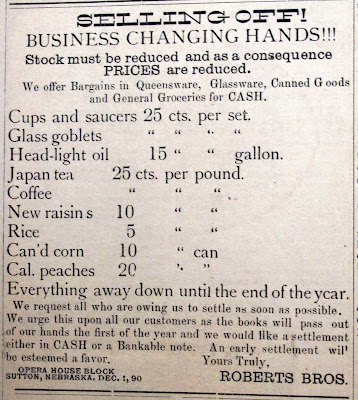 SELLING OFF!
BUSINESS CHANGING HANDS!!!
Stock must be reduced and as a consequence
PRICES are reduced.
We offer Bargains in Queensware, Glassware, Canned Goods
and General Groceries for CASH.
Cups and saucers 25 cts. per set.
Glass goblets " " " "
Head-light oil 15 " " gallon.
Japan tea 25 cts. per pound.
Coffee " " " "
New raisins 10 " " "
Rice 5 " " "
Can'd corn 10 " can
Cal. peaches 20 " "
Everything away down until the end of the year.
We request all who are owing us to settle as soon as possible.
We urge this upon all our customers as the books will pass out
of our hands the first of year and we would like a settlement
either in CASH or a Bankable note. An early settlement will
be esteemed a favor. Yours Truly,
OPERA HOUSE BLOCK
SUTTON, NEBRASKA, DEC. 1, 90 ROBERTS BROS.